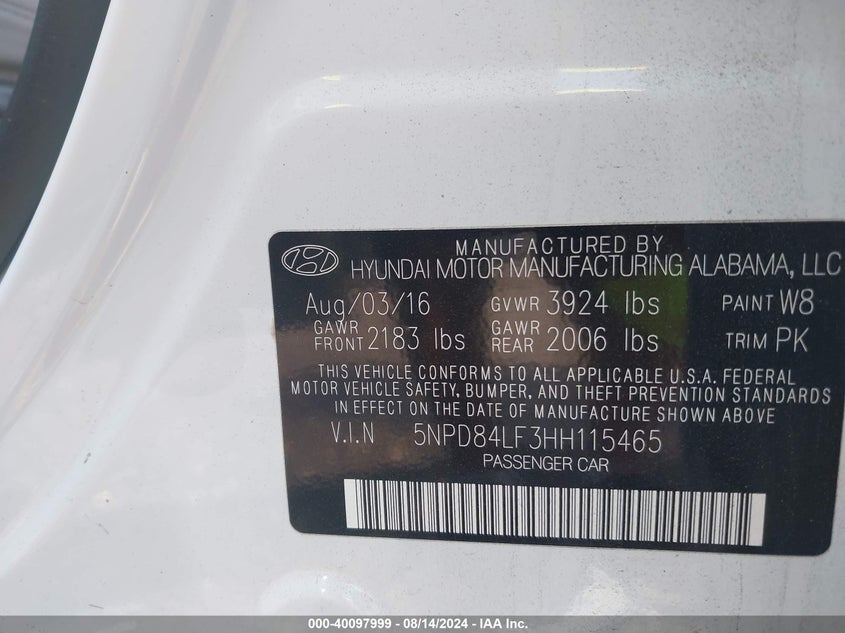 MANUFACTURED BY
HYUNDAI MOTOR MANUFACTURING ALABAMA, LLC
Aug/03/16 GVWR 3924 lbs PAINT W8
GAWR FRONT 2183 lbs GAWR REAR 2006 lbs TRIM PK
THIS VEHICLE CONFORMS TO ALL APPLICABLE U.S.A. FEDERAL
MOTOR VEHICLE SAFETY, BUMPER, AND THEFT PREVENTION STANDARDS
IN EFFECT ON THE DATE OF MANUFACTURE SHOWN ABOVE
V.I.N 5NPD84LF3HH115465
PASSENGER CAR
000-40097999 - 08/14/2024 - IAA Inc.